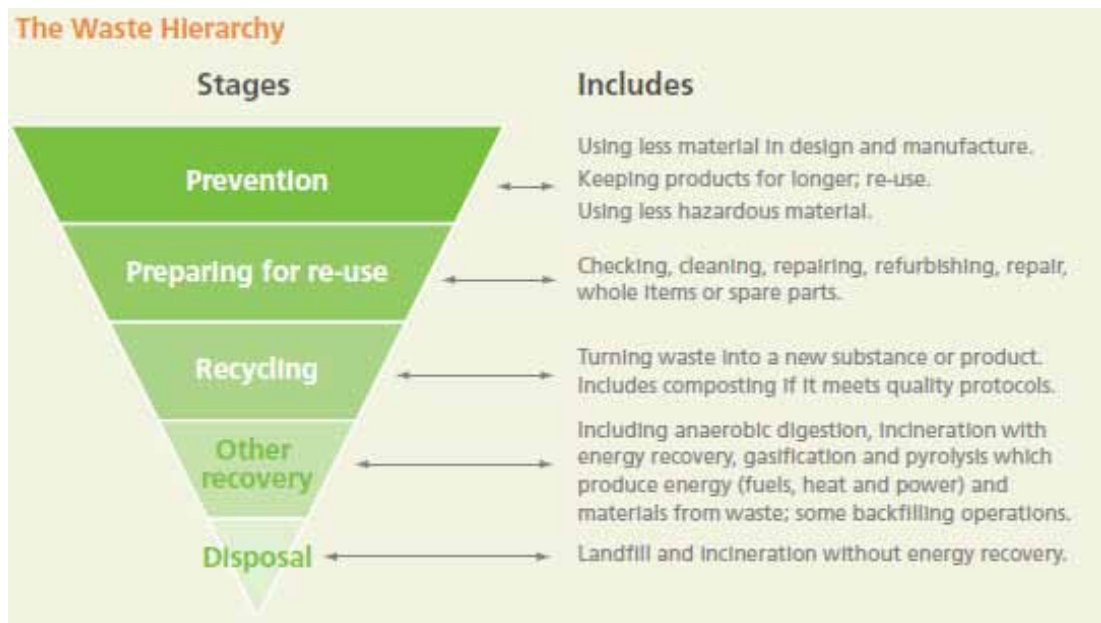 The Waste Hierarchy
Stages
Includes
Prevention
Using less material in design and manufacture.
Keeping products for longer; re-use.
Using less hazardous material.
Preparing for re-use
Checking, cleaning, repairing, refurbishing, repair,
whole items or spare parts.
Recycling
Turning waste into a new substance or product.
Includes composting if it meets quality protocols.
Other
recovery
Including anaerobic digestion, incineration with
energy recovery, gasification and pyrolysis which
produce energy (fuels, heat and power) and
materials from waste; some backfilling operations.
Disposal
Landfill and incineration without energy recovery.